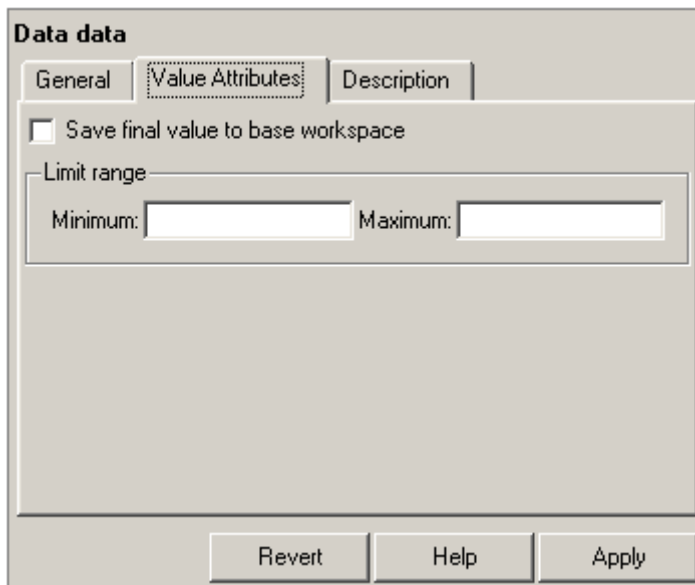 Data data
General Value Attributes Description
Save final value to base workspace
Limit range
Minimum: Maximum:
Revert Help Apply